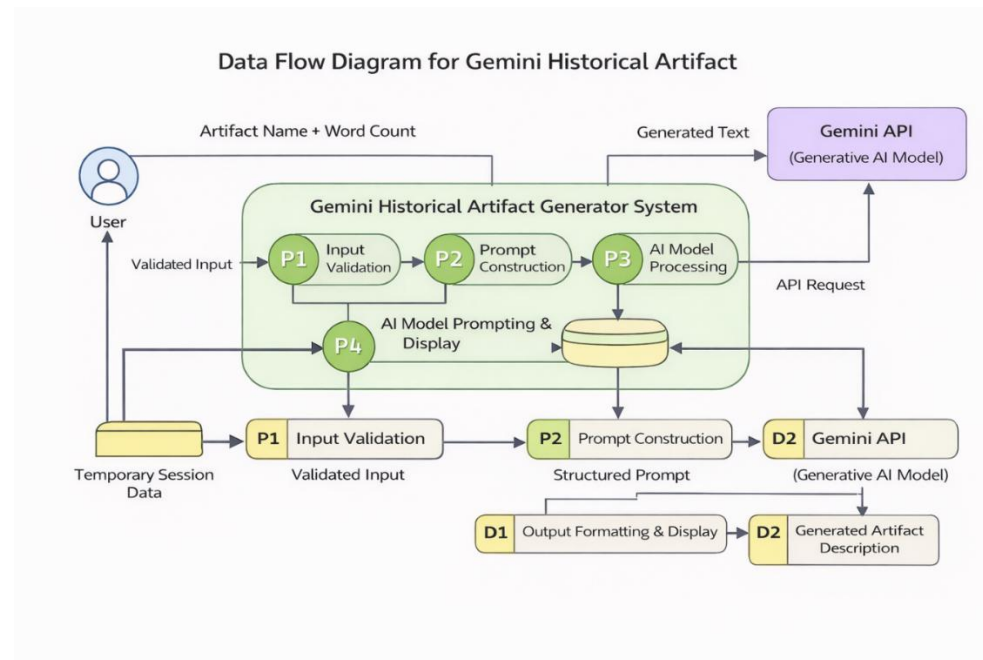 Data Flow Diagram for Gemini Historical Artifact
Artifact Name + Word Count
Generated Text
Gemini API
(Generative AI Model)
User
Gemini Historical Artifact Generator System
Validated Input
P1
Input
Validation
P2
Prompt
Construction
P3
AI Model
Processing
API Request
P4
AI Model Prompting &
Display
Temporary Session
Data
P1
Input Validation
Validated Input
P2
Prompt Construction
Structured Prompt
D2
Gemini API
(Generative AI Model)
D1
Output Formatting & Display
D2
Generated Artifact
Description